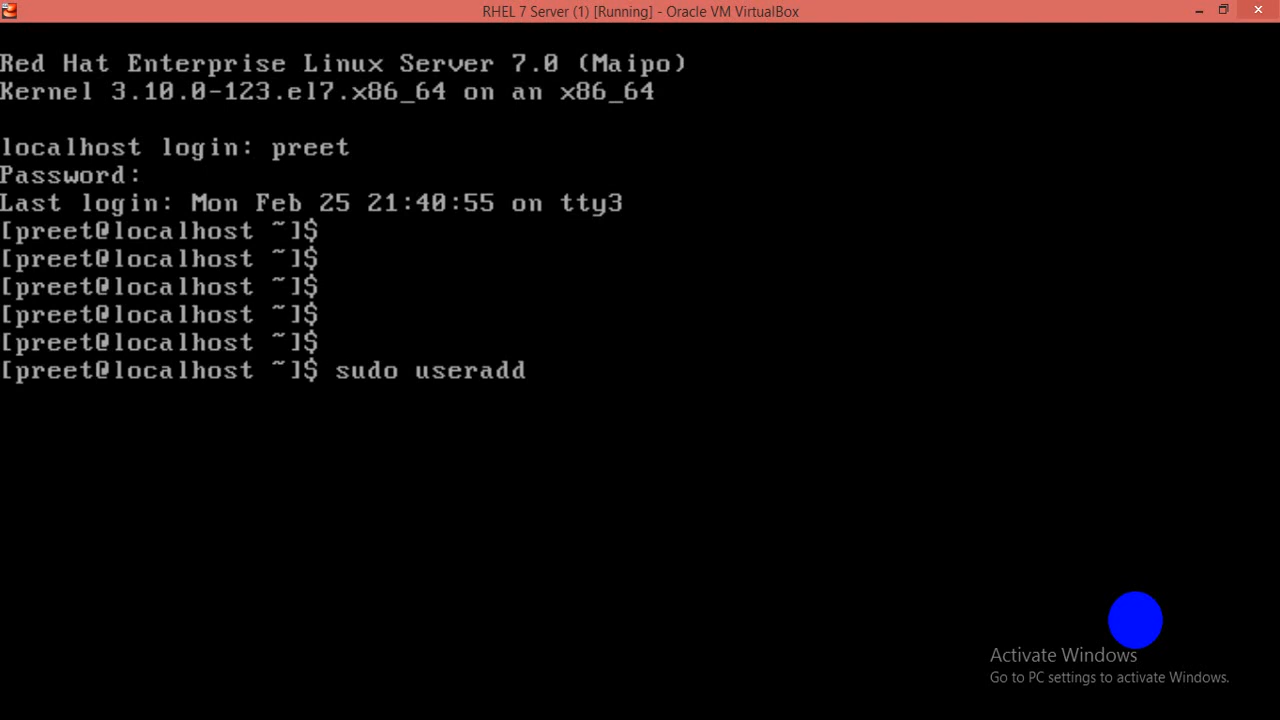 RHEL 7 Server (1) [Running] - Oracle VM VirtualBox
Red Hat Enterprise Linux Server 7.0 (Maipo)
Kernel 3.10.0-123.el7.x86_64 on an x86_64
localhost login: preet
Password:
Last login: Mon Feb 25 21:40:55 on tty3
[preet@localhost ~]$
[preet@localhost ~]$
[preet@localhost ~]$
[preet@localhost ~]$
[preet@localhost ~]$
[preet@localhost ~]$ sudo useradd
Activate Windows
Go to PC settings to activate Windows.